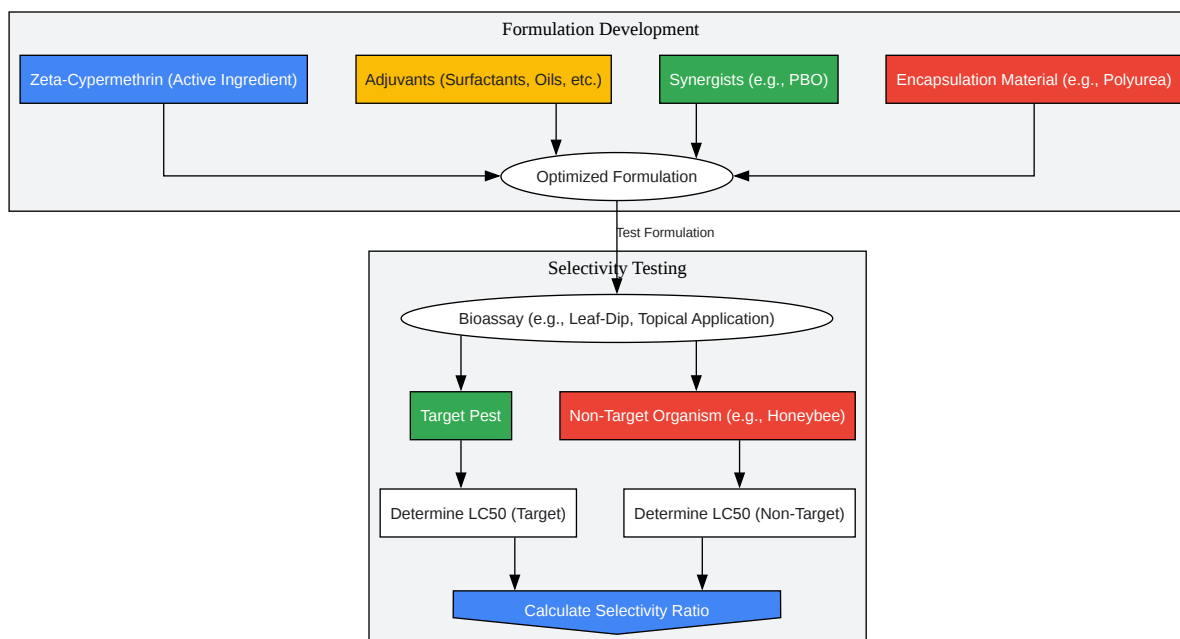 Formulation Development
Zeta-Cypermethrin (Active Ingredient)
Adjuvants (Surfactants, Oils, etc.)
Synergists (e.g., PBO)
Encapsulation Material (e.g., Polyurea)
Optimized Formulation
Test Formulation
Selectivity Testing
Bioassay (e.g., Leaf-Dip, Topical Application)
Target Pest
Non-Target Organism (e.g., Honeybee)
Determine LC50 (Target)
Determine LC50 (Non-Target)
Calculate Selectivity Ratio